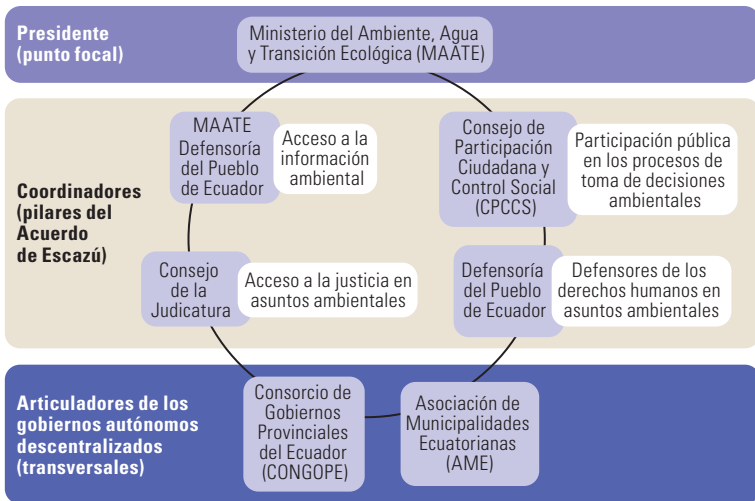 Presidente
(punto focal)
Ministerio del Ambiente, Agua
y Transición Ecológica (MAATE)
Coordinadores
(pilares del
Acuerdo
de Escazú)
MAATE
Defensoría
del Pueblo
de Ecuador
Acceso a la
información
ambiental
Consejo de
Participación
Ciudadana y
Control Social
(CPCCS)
Participación pública
en los procesos de
toma de decisiones
ambientales
Consejo
de la
Judicatura
Acceso a la justicia en
asuntos ambientales
Defensoría
del Pueblo
de Ecuador
Defensores de los
derechos humanos en
asuntos ambientales
Articuladores de los
gobiernos autónomos
descentralizados
(transversales)
Consorcio de
Gobiernos
Provinciales
del Ecuador
(CONGOPE)
Asociación de
Municipalidades
Ecuatorianas
(AME)